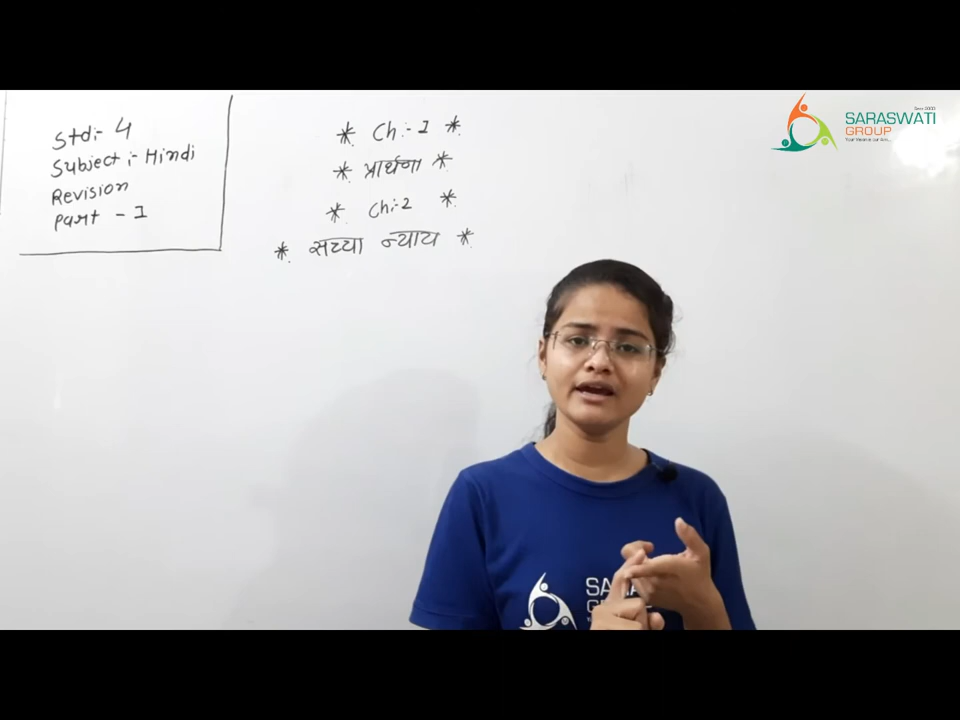 Std:- 4
Subject :- Hindi
Revision
Part - 1
* Ch:- 1 *
* प्रार्थना *
* Ch:- 2 *
* सच्चा न्याय *
SARASWATI
GROUP